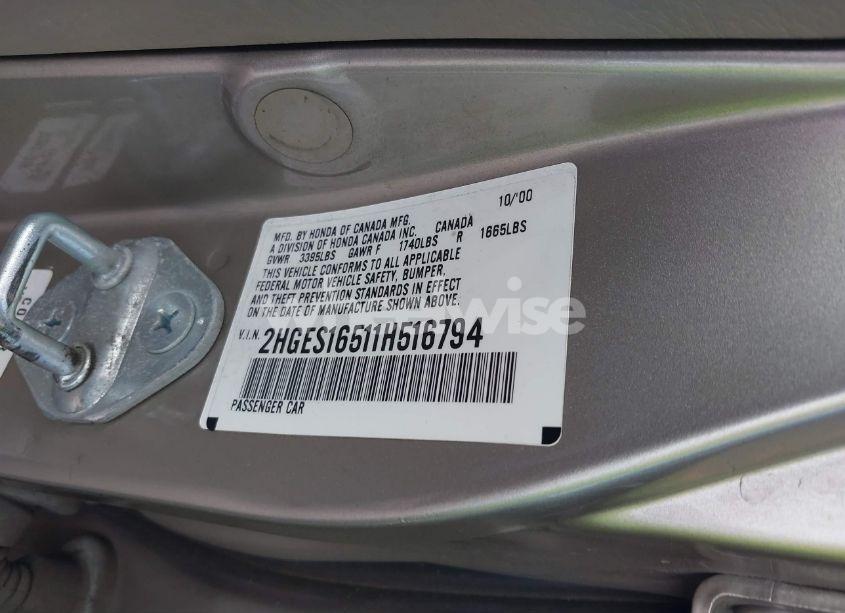 10/'00
MFD. BY HONDA OF CANADA MFG.
A DIVISION OF HONDA CANADA INC. CANADA
GVWR 3395LBS GAWR F 1740LBS R 1665LBS
THIS VEHICLE CONFORMS TO ALL APPLICABLE
FEDERAL MOTOR VEHICLE SAFETY, BUMPER,
AND THEFT PREVENTION STANDARDS IN EFFECT
ON THE DATE OF MANUFACTURE SHOWN ABOVE.
V.I.N. 2HGES16511H516794
PASSENGER CAR
CO